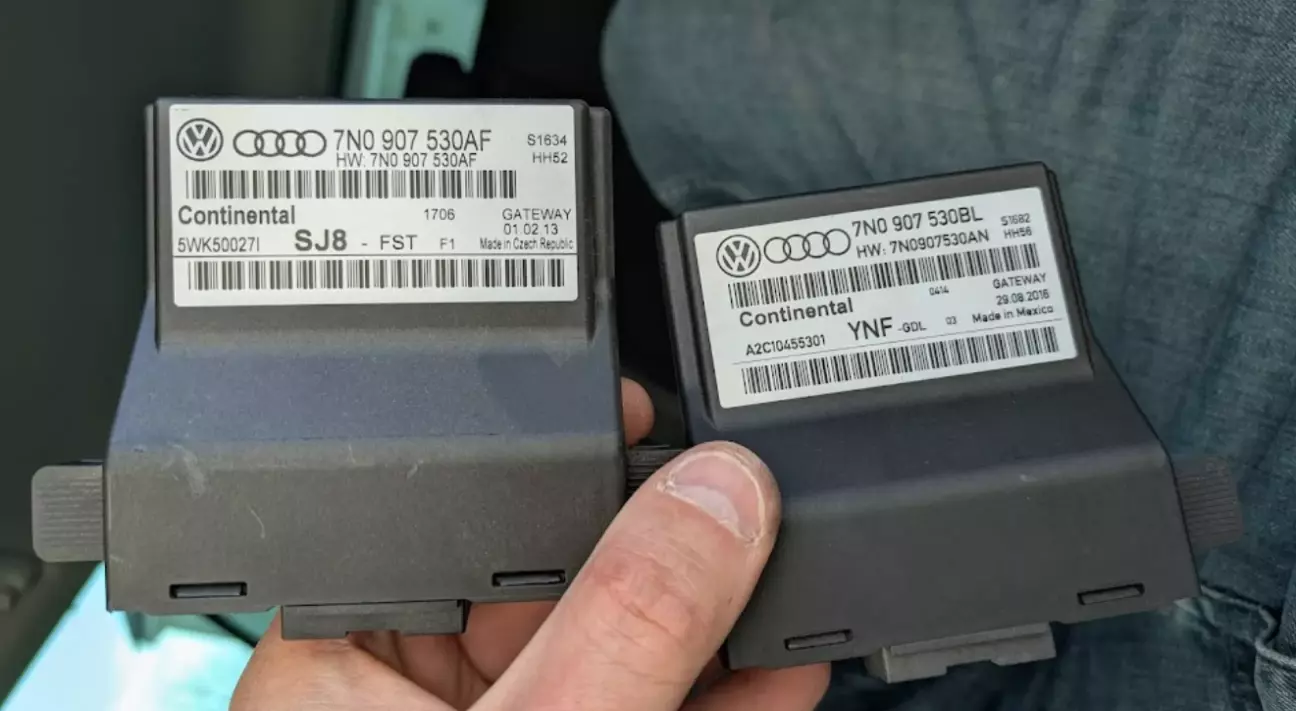 7N0 907 530AF S1634
HW: 7N0 907 530AF HH52
Continental 1706 GATEWAY
01.02.13
5WK50027I SJ8 - FST F1 Made in Czech Republic
7N0 907 530BL S1682
HW: 7N0907530AN HH56
Continental 0414 GATEWAY
29.08.2016
A2C10455301 YNF -GDL 03 Made in Mexico